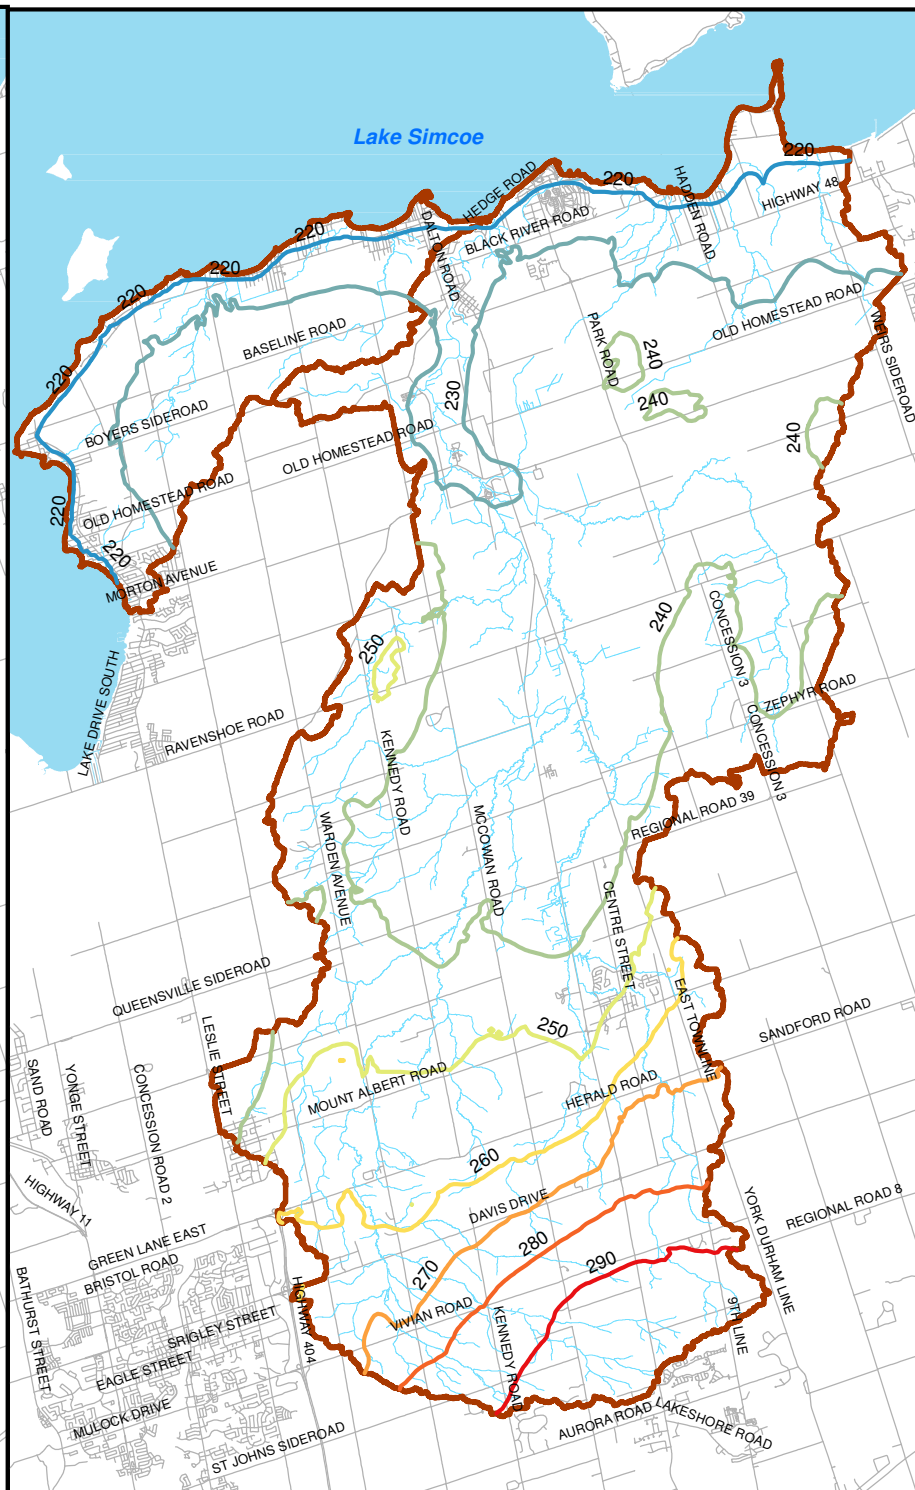 Lake Simcoe
220
HIGHWAY 48
HADDEN ROAD
220
HEDGE ROAD
BLACK RIVER ROAD
DALTON ROAD
220
220
220
220
BASELINE ROAD
OLD HOMESTEAD ROAD
WEIRS SIDEROAD
PARK ROAD
240
240
240
230
BOYERS SIDEROAD
OLD HOMESTEAD ROAD
OLD HOMESTEAD ROAD
220
220
MORTON AVENUE
250
240
CONCESSION 3
ZEPHYR ROAD
CONCESSION 3
LAKE DRIVE SOUTH
RAVENSHOE ROAD
KENNEDY ROAD
WARDEN AVENUE
MCCOWAN ROAD
REGIONAL ROAD 39
CENTRE STREET
QUEENSVILLE SIDEROAD
LESLIE STREET
EAST TOWNLINE
SANDFORD ROAD
250
SAND ROAD
YONGE STREET
CONCESSION ROAD 2
MOUNT ALBERT ROAD
HERALD ROAD
260
HIGHWAY 11
DAVIS DRIVE
YORK DURHAM LINE
REGIONAL ROAD 8
GREEN LANE EAST
BRISTOL ROAD
280
270
290
BATHURST STREET
HIGHWAY 404
SRIGLEY STREET
VIVIAN ROAD
KENNEDY ROAD
9TH LINE
EAGLE STREET
MULOCK DRIVE
ST JOHNS SIDEROAD
AURORA ROAD
LAKESHORE ROAD